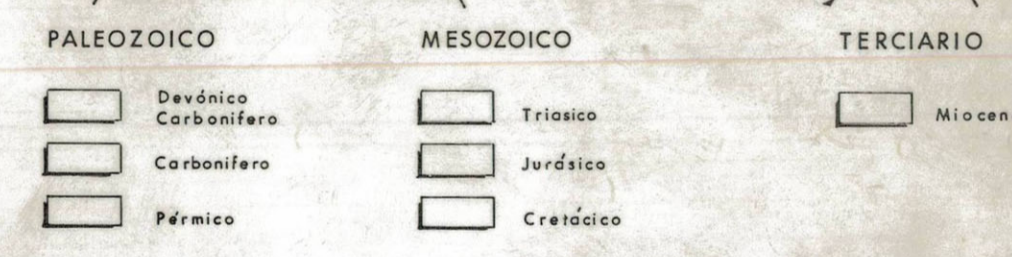 PALEOZOICO
Devónico
Carbonifero
Carbonifero
Pérmico
MESOZOICO
Triasico
Jurásico
Cretácico
TERCIARIO
Miocen